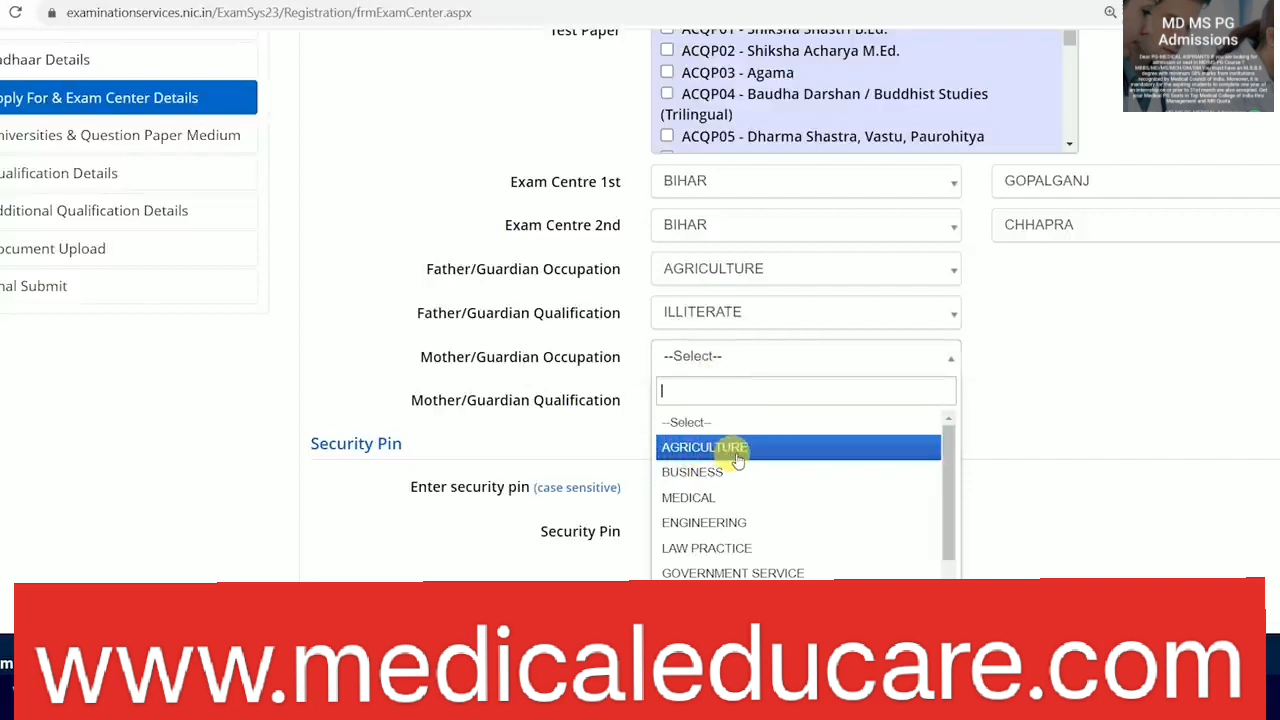 examinationservices.nic.in/ExamSys23/Registration/frmExamCenter.aspx
MD MS PG
Admissions
dhaar Details
pply For & Exam Center Details
niversities & Question Paper Medium
ualification Details
dditional Qualification Details
ocument Upload
nal Submit
Test Paper
ACQP01 - Shiksha Shastri B.Ed.
ACQP02 - Shiksha Acharya M.Ed.
ACQP03 - Agama
ACQP04 - Baudha Darshan / Buddhist Studies
(Trilingual)
ACQP05 - Dharma Shastra, Vastu, Paurohitya
Exam Centre 1st BIHAR GOPALGANJ
Exam Centre 2nd BIHAR CHHAPRA
Father/Guardian Occupation AGRICULTURE
Father/Guardian Qualification ILLITERATE
Mother/Guardian Occupation --Select--
Mother/Guardian Qualification
--Select--
AGRICULTURE
BUSINESS
MEDICAL
ENGINEERING
LAW PRACTICE
GOVERNMENT SERVICE
Security Pin
Enter security pin (case sensitive)
Security Pin
www.medicaleducare.com